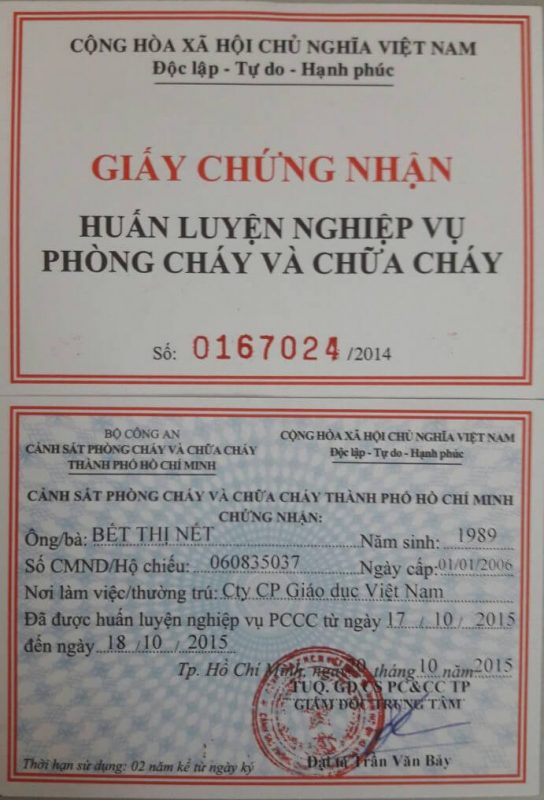 CỘNG HÒA XÃ HỘI CHỦ NGHĨA VIỆT NAM
Độc lập - Tự do - Hạnh phúc
GIẤY CHỨNG NHẬN
HUẤN LUYỆN NGHIỆP VỤ
PHÒNG CHÁY VÀ CHỮA CHÁY
Số: 0167024 /2014
BỘ CÔNG AN
CẢNH SÁT PHÒNG CHÁY VÀ CHỮA CHÁY
THÀNH PHỐ HỒ CHÍ MINH
CỘNG HÒA XÃ HỘI CHỦ NGHĨA VIỆT NAM
Độc lập - Tự do - Hạnh phúc
CẢNH SÁT PHÒNG CHÁY VÀ CHỮA CHÁY THÀNH PHỐ HỒ CHÍ MINH
CHỨNG NHẬN:
Ông/bà: BÉT THỊ NÉT Năm sinh: 1989
Số CMND/Hộ chiếu: 060835037 Ngày cấp: 01/01/2006
Nơi làm việc/thường trú: Cty CP Giáo dục Việt Nam
Đã được huấn luyện nghiệp vụ PCCC từ ngày 17 / 10 / 2015
đến ngày 18 / 10 / 2015
Tp. Hồ Chí Minh, ngày 20 tháng 10 năm 2015
TUQ. GĐ CS PC&CC TP
GIÁM ĐỐC TRUNG TÂM
Đại tá Trần Văn Bảy
Thời hạn sử dụng: 02 năm kể từ ngày ký